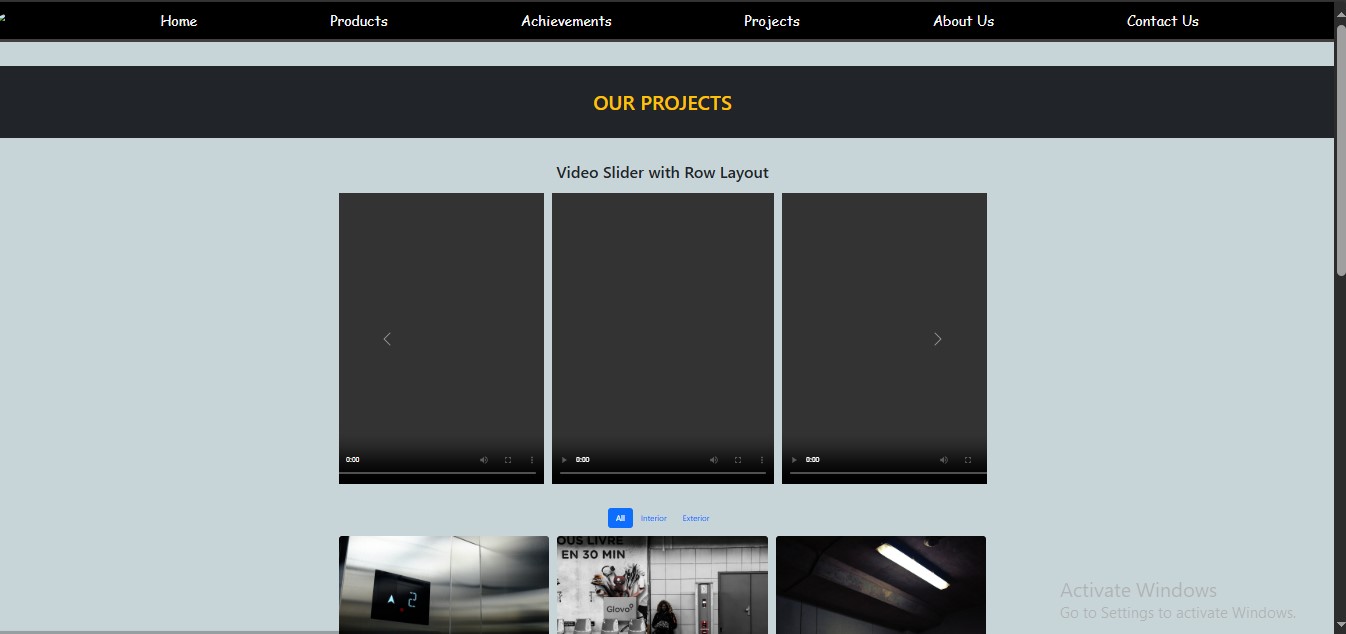 Home Products Achievements Projects About Us Contact Us
OUR PROJECTS
Video Slider with Row Layout
0:00 0:00 0:00
All Interior Exterior
OUS LIVRE
EN 30 MIN
2
Glovo
Activate Windows
Go to Settings to activate Windows.